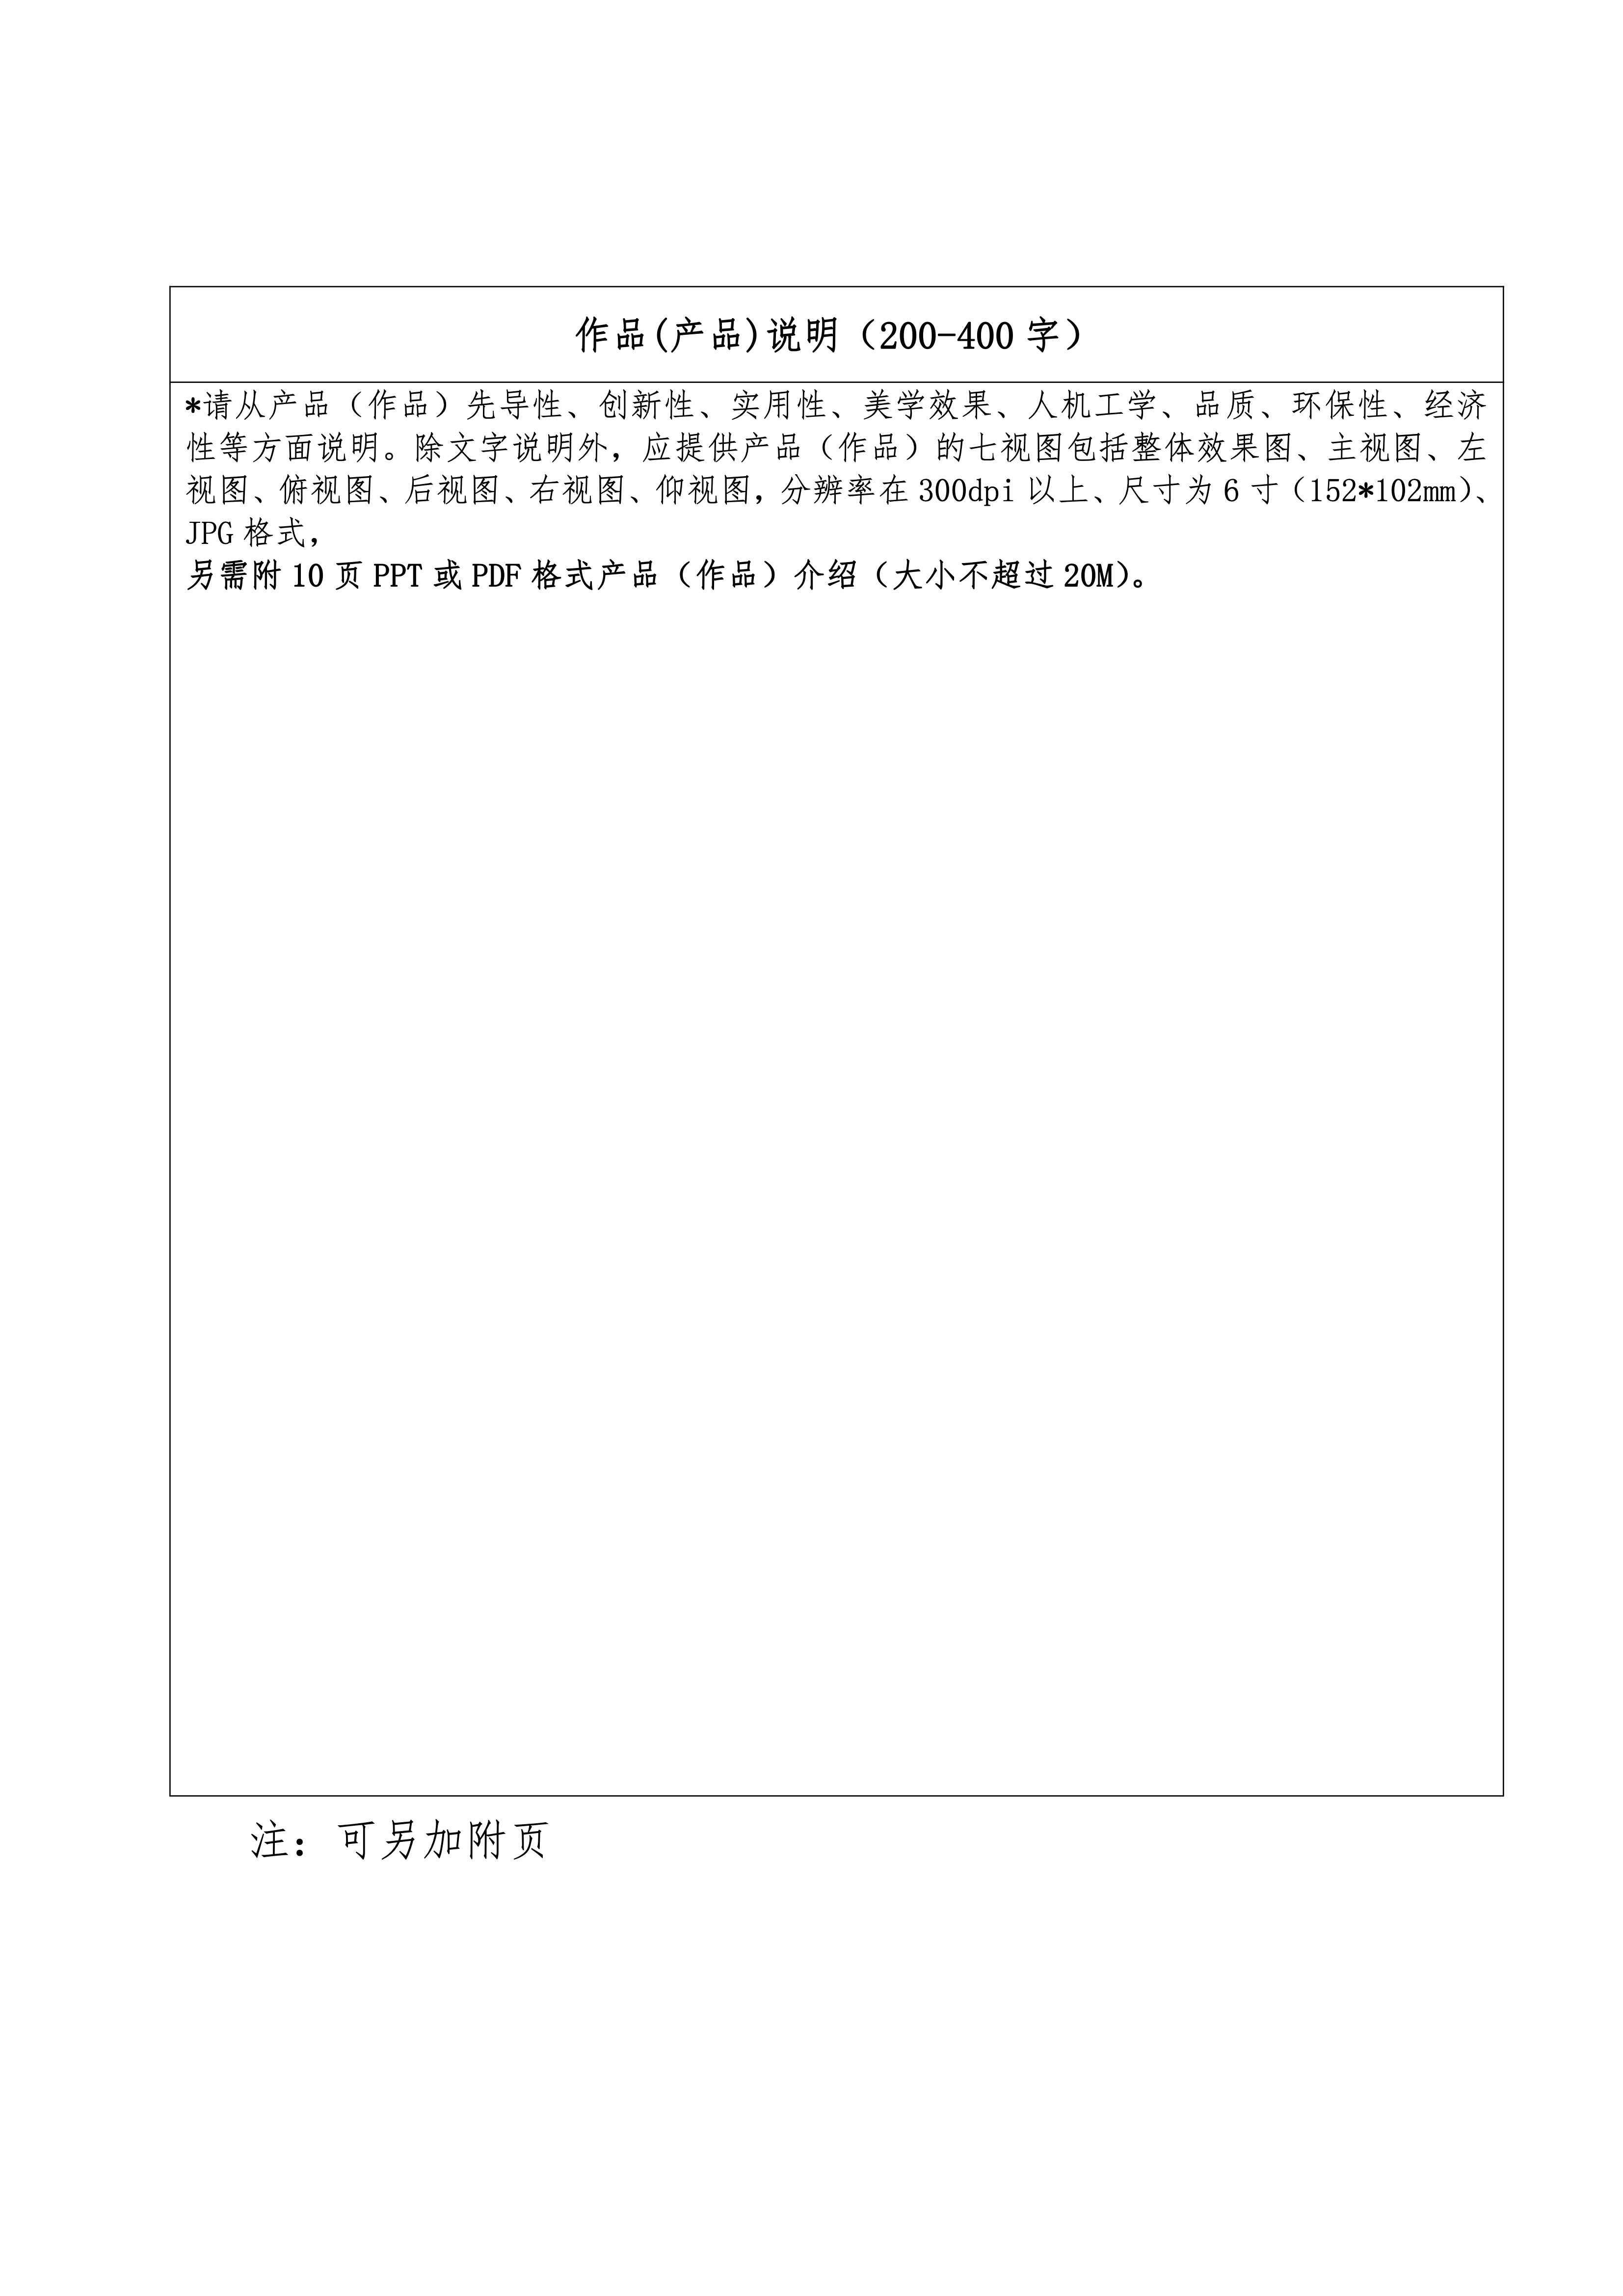 作品(产品)说明（200-400 字）
*请从产品（作品）先导性、创新性、实用性、美学效果、人机工学、品质、环保性、经济
性等方面说明。除文字说明外，应提供产品（作品）的七视图包括整体效果图、主视图、左
视图、俯视图、后视图、右视图、仰视图，分辨率在 300dpi 以上、尺寸为 6 寸（152*102mm）、
JPG 格式，
另需附 10 页 PPT 或 PDF 格式产品（作品）介绍（大小不超过 20M）。
注：可另加附页